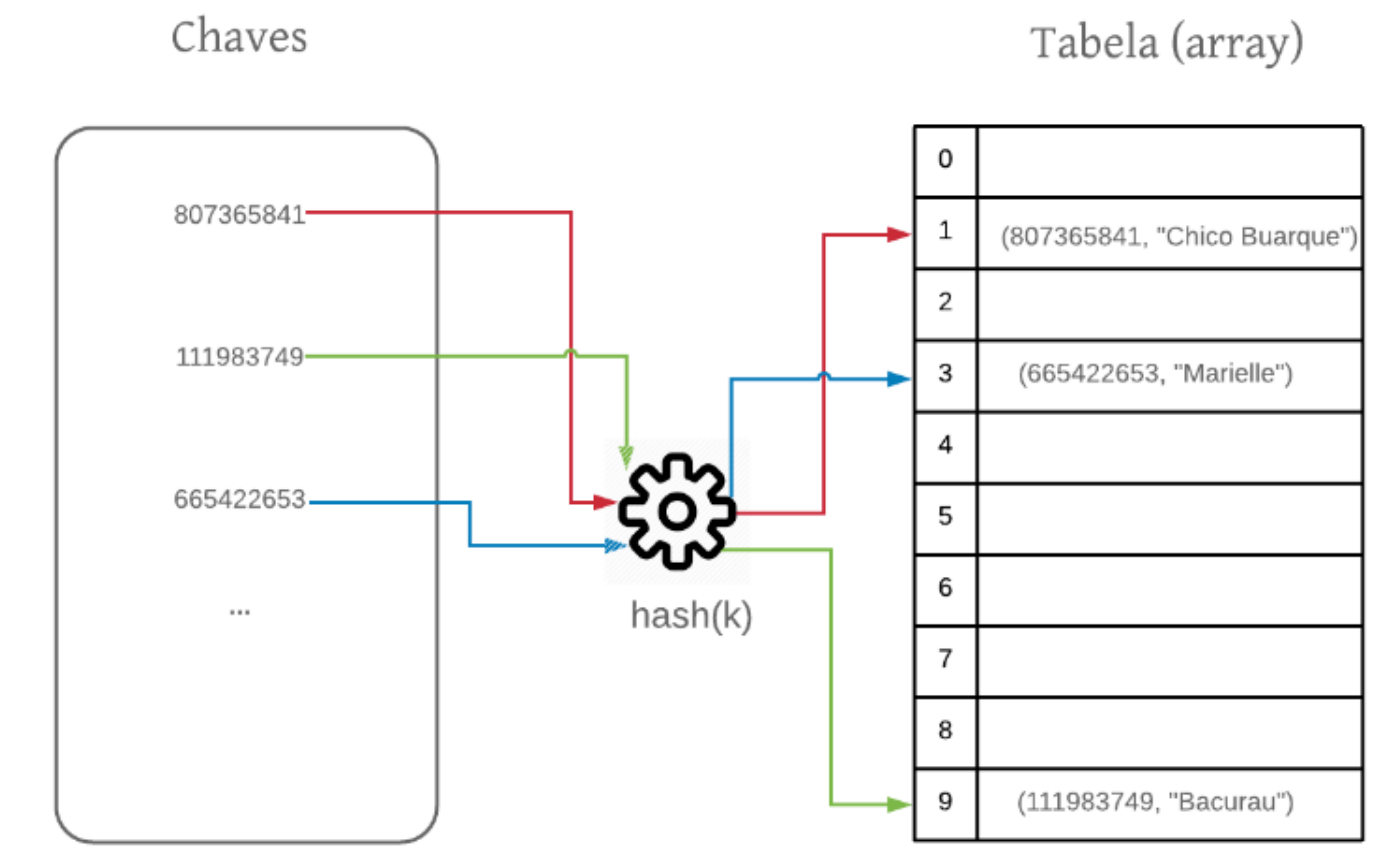 Chaves
Tabela (array)
807365841
111983749
665422653
...
hash(k)
0
1 (807365841, "Chico Buarque")
2
3 (665422653, "Marielle")
4
5
6
7
8
9 (111983749, "Bacurau")